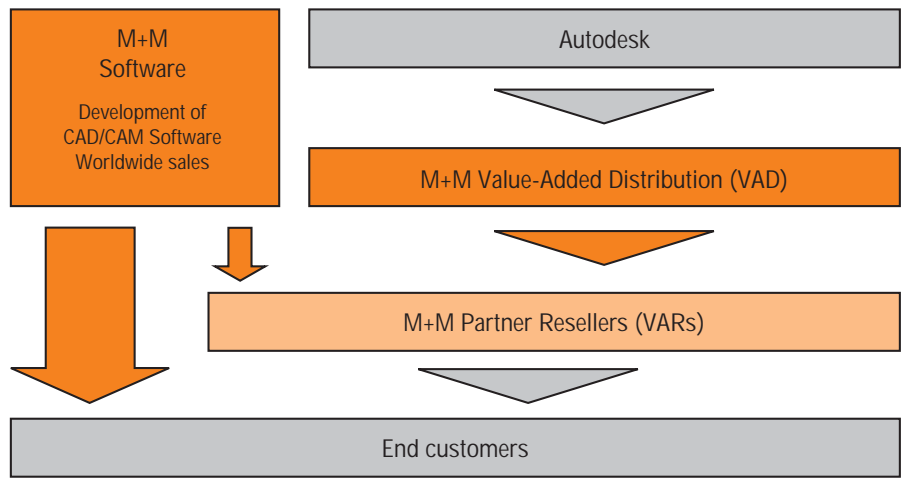 M+M
Software
Development of
CAD/CAM Software
Worldwide sales
Autodesk
M+M Value-Added Distribution (VAD)
M+M Partner Resellers (VARs)
End customers